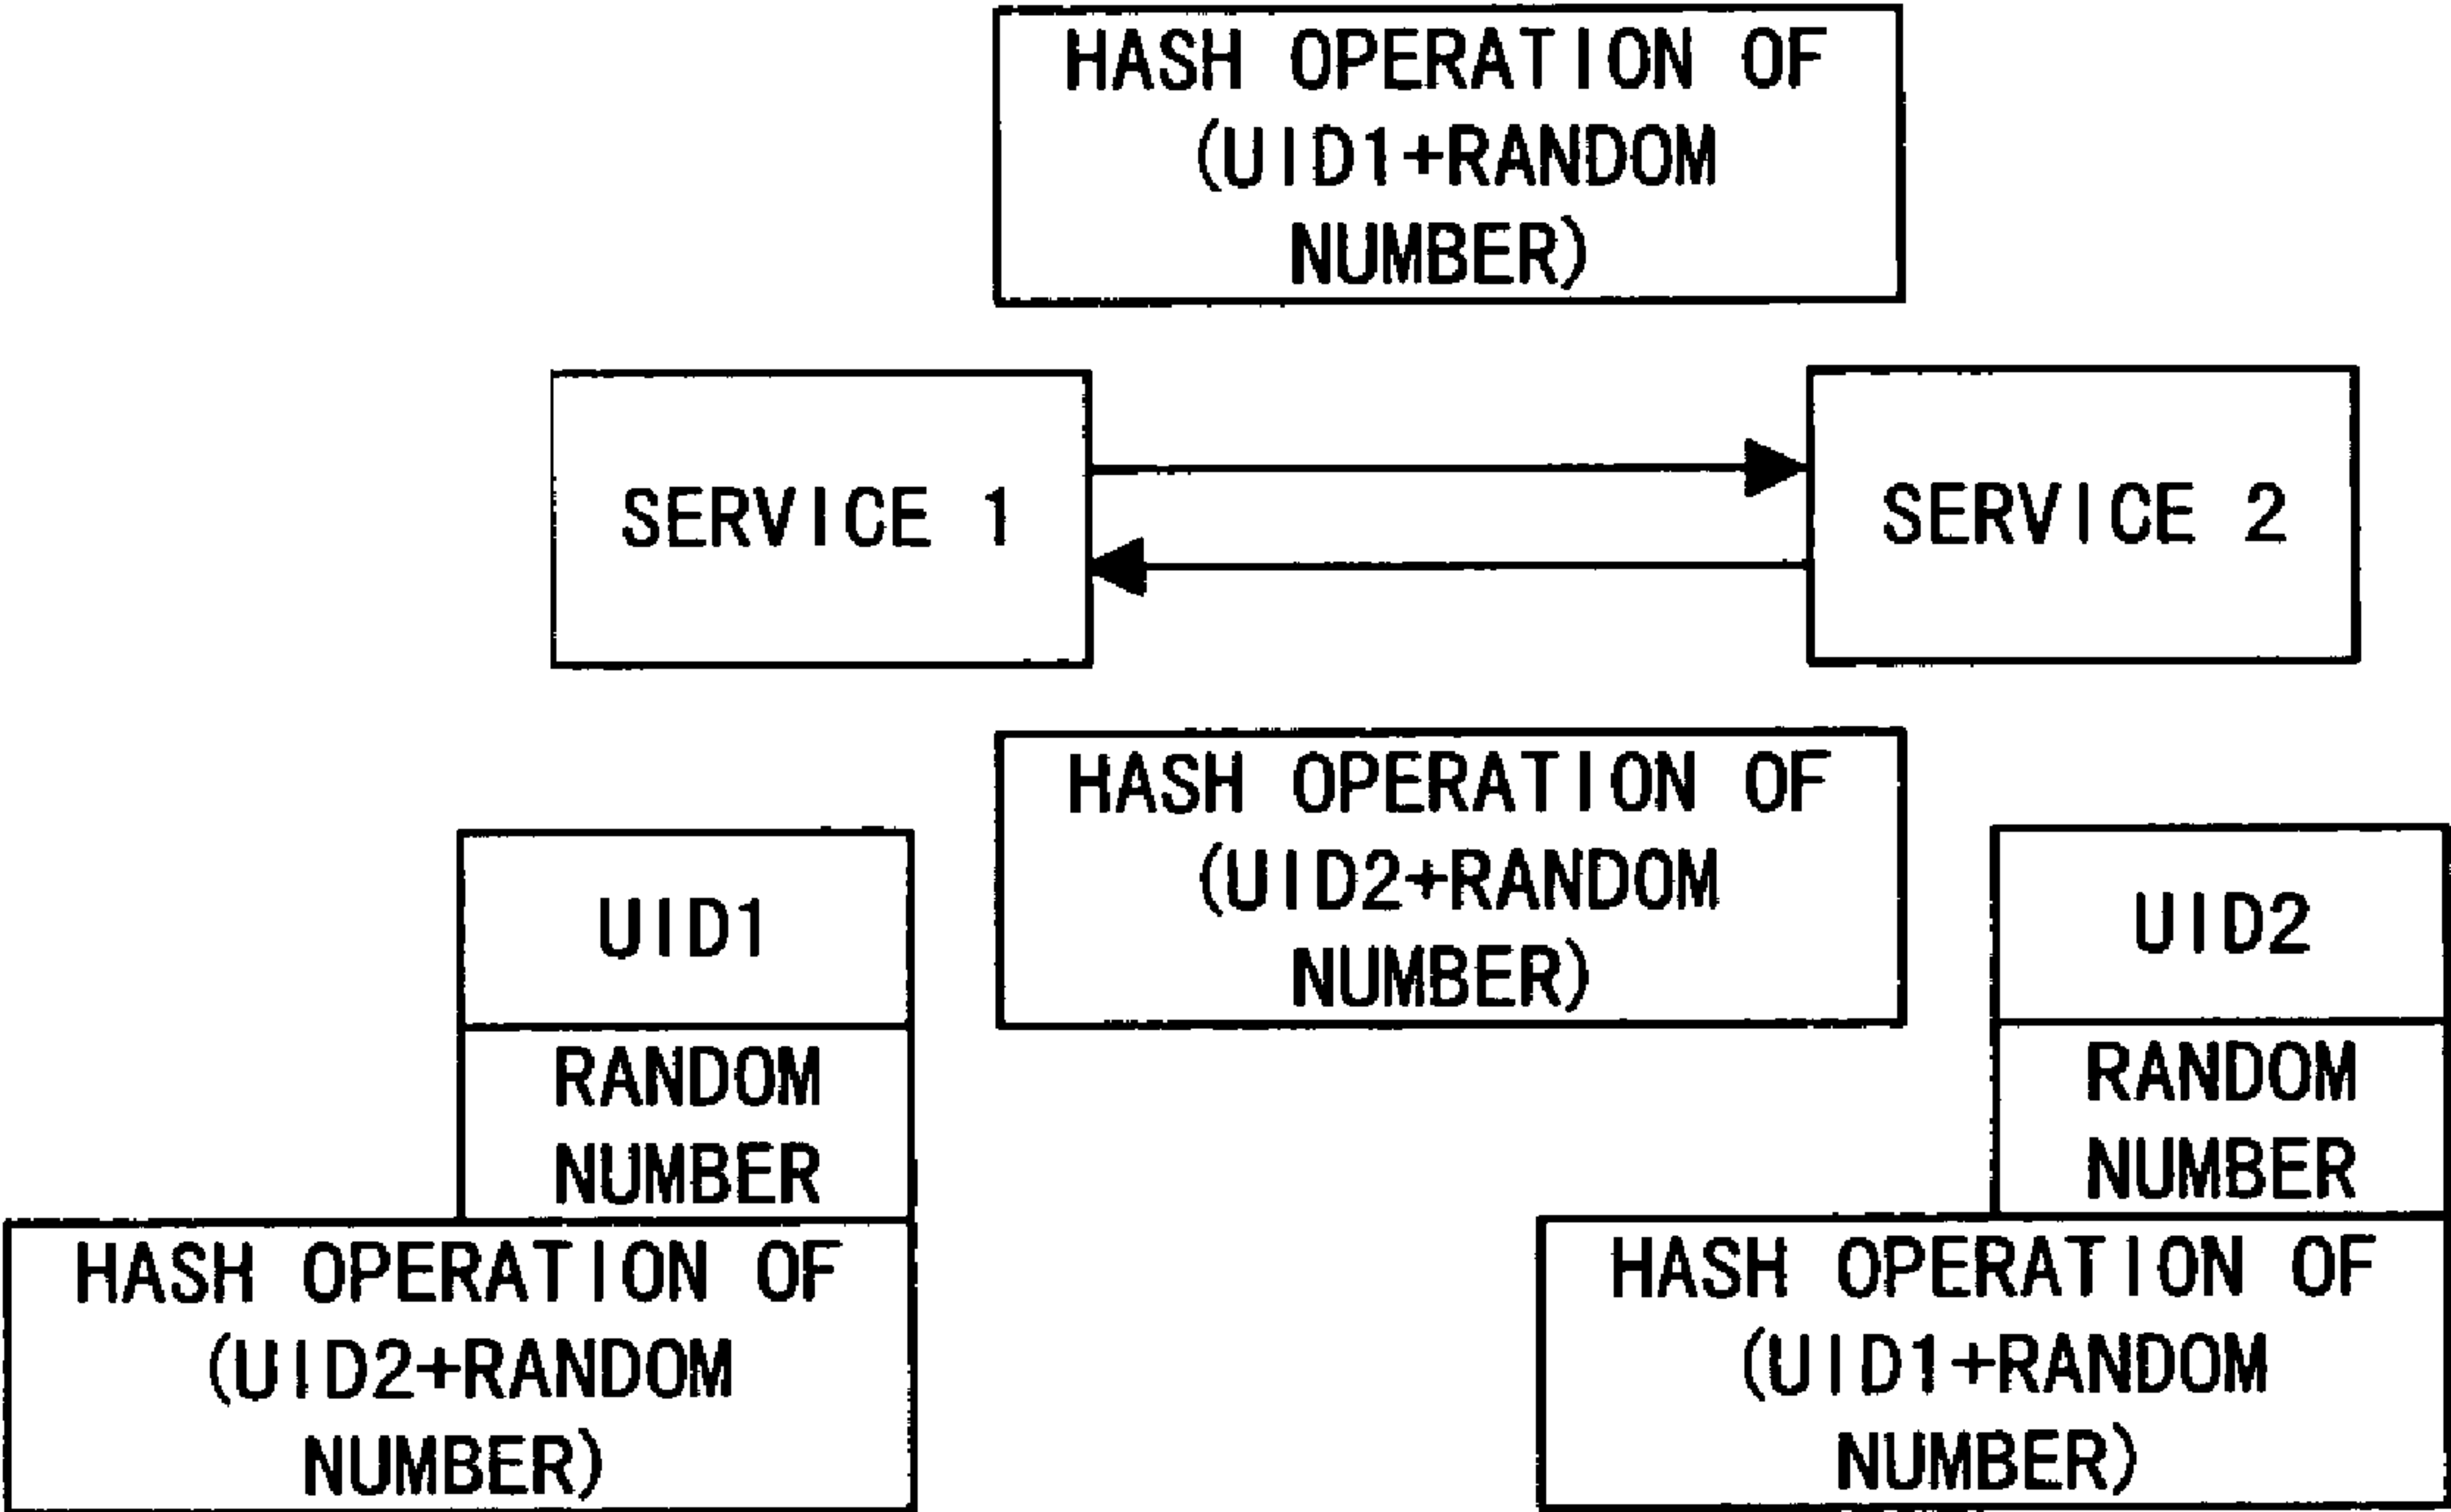 HASH OPERATION OF
(UID1+RANDOM
NUMBER)
SERVICE 1
SERVICE 2
HASH OPERATION OF
(UID2+RANDOM
NUMBER)
UID1
RANDOM
NUMBER
HASH OPERATION OF
(UID2+RANDOM
NUMBER)
UID2
RANDOM
NUMBER
HASH OPERATION OF
(UID1+RANDOM
NUMBER)